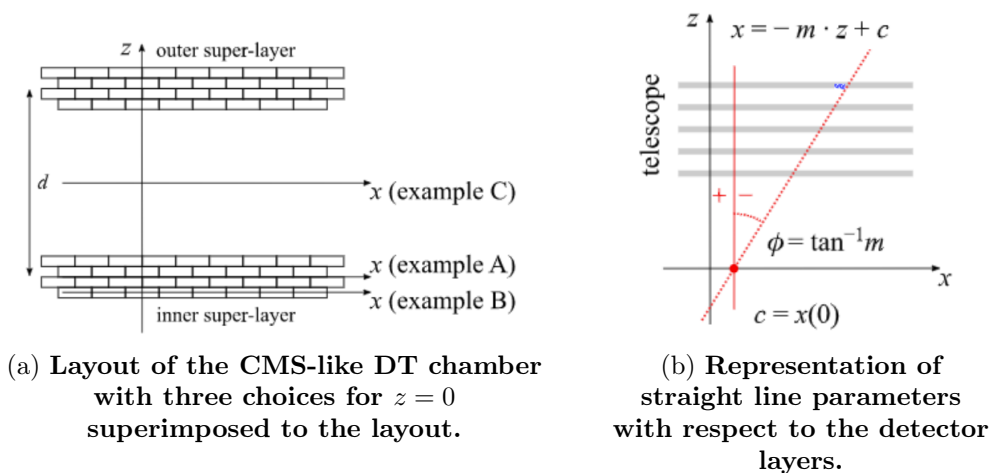 z
outer super-layer
d
x (example C)
x (example A)
x (example B)
inner super-layer
(a) Layout of the CMS-like DT chamber
with three choices for z = 0
superimposed to the layout.
z
x = − m · z + c
telescope
+ −
ϕ = tan⁻¹m
x
c = x(0)
(b) Representation of
straight line parameters
with respect to the detector
layers.